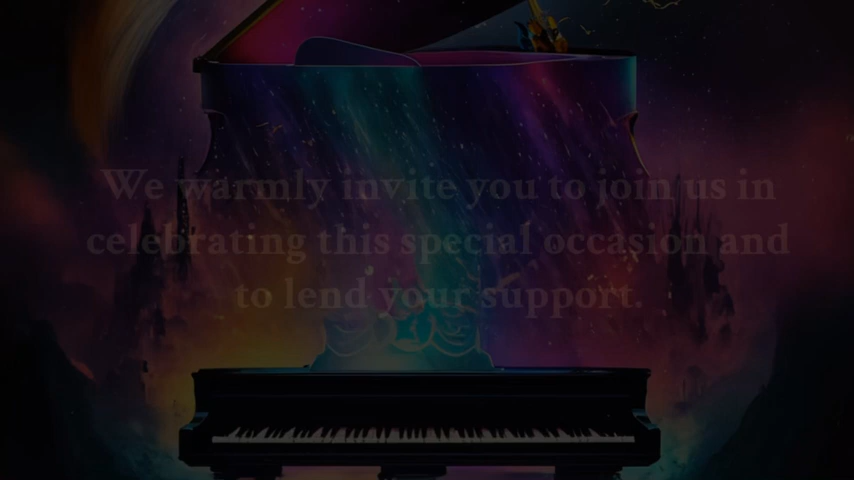 We warmly invite you to join us in
celebrating this special occasion and
to lend your support.